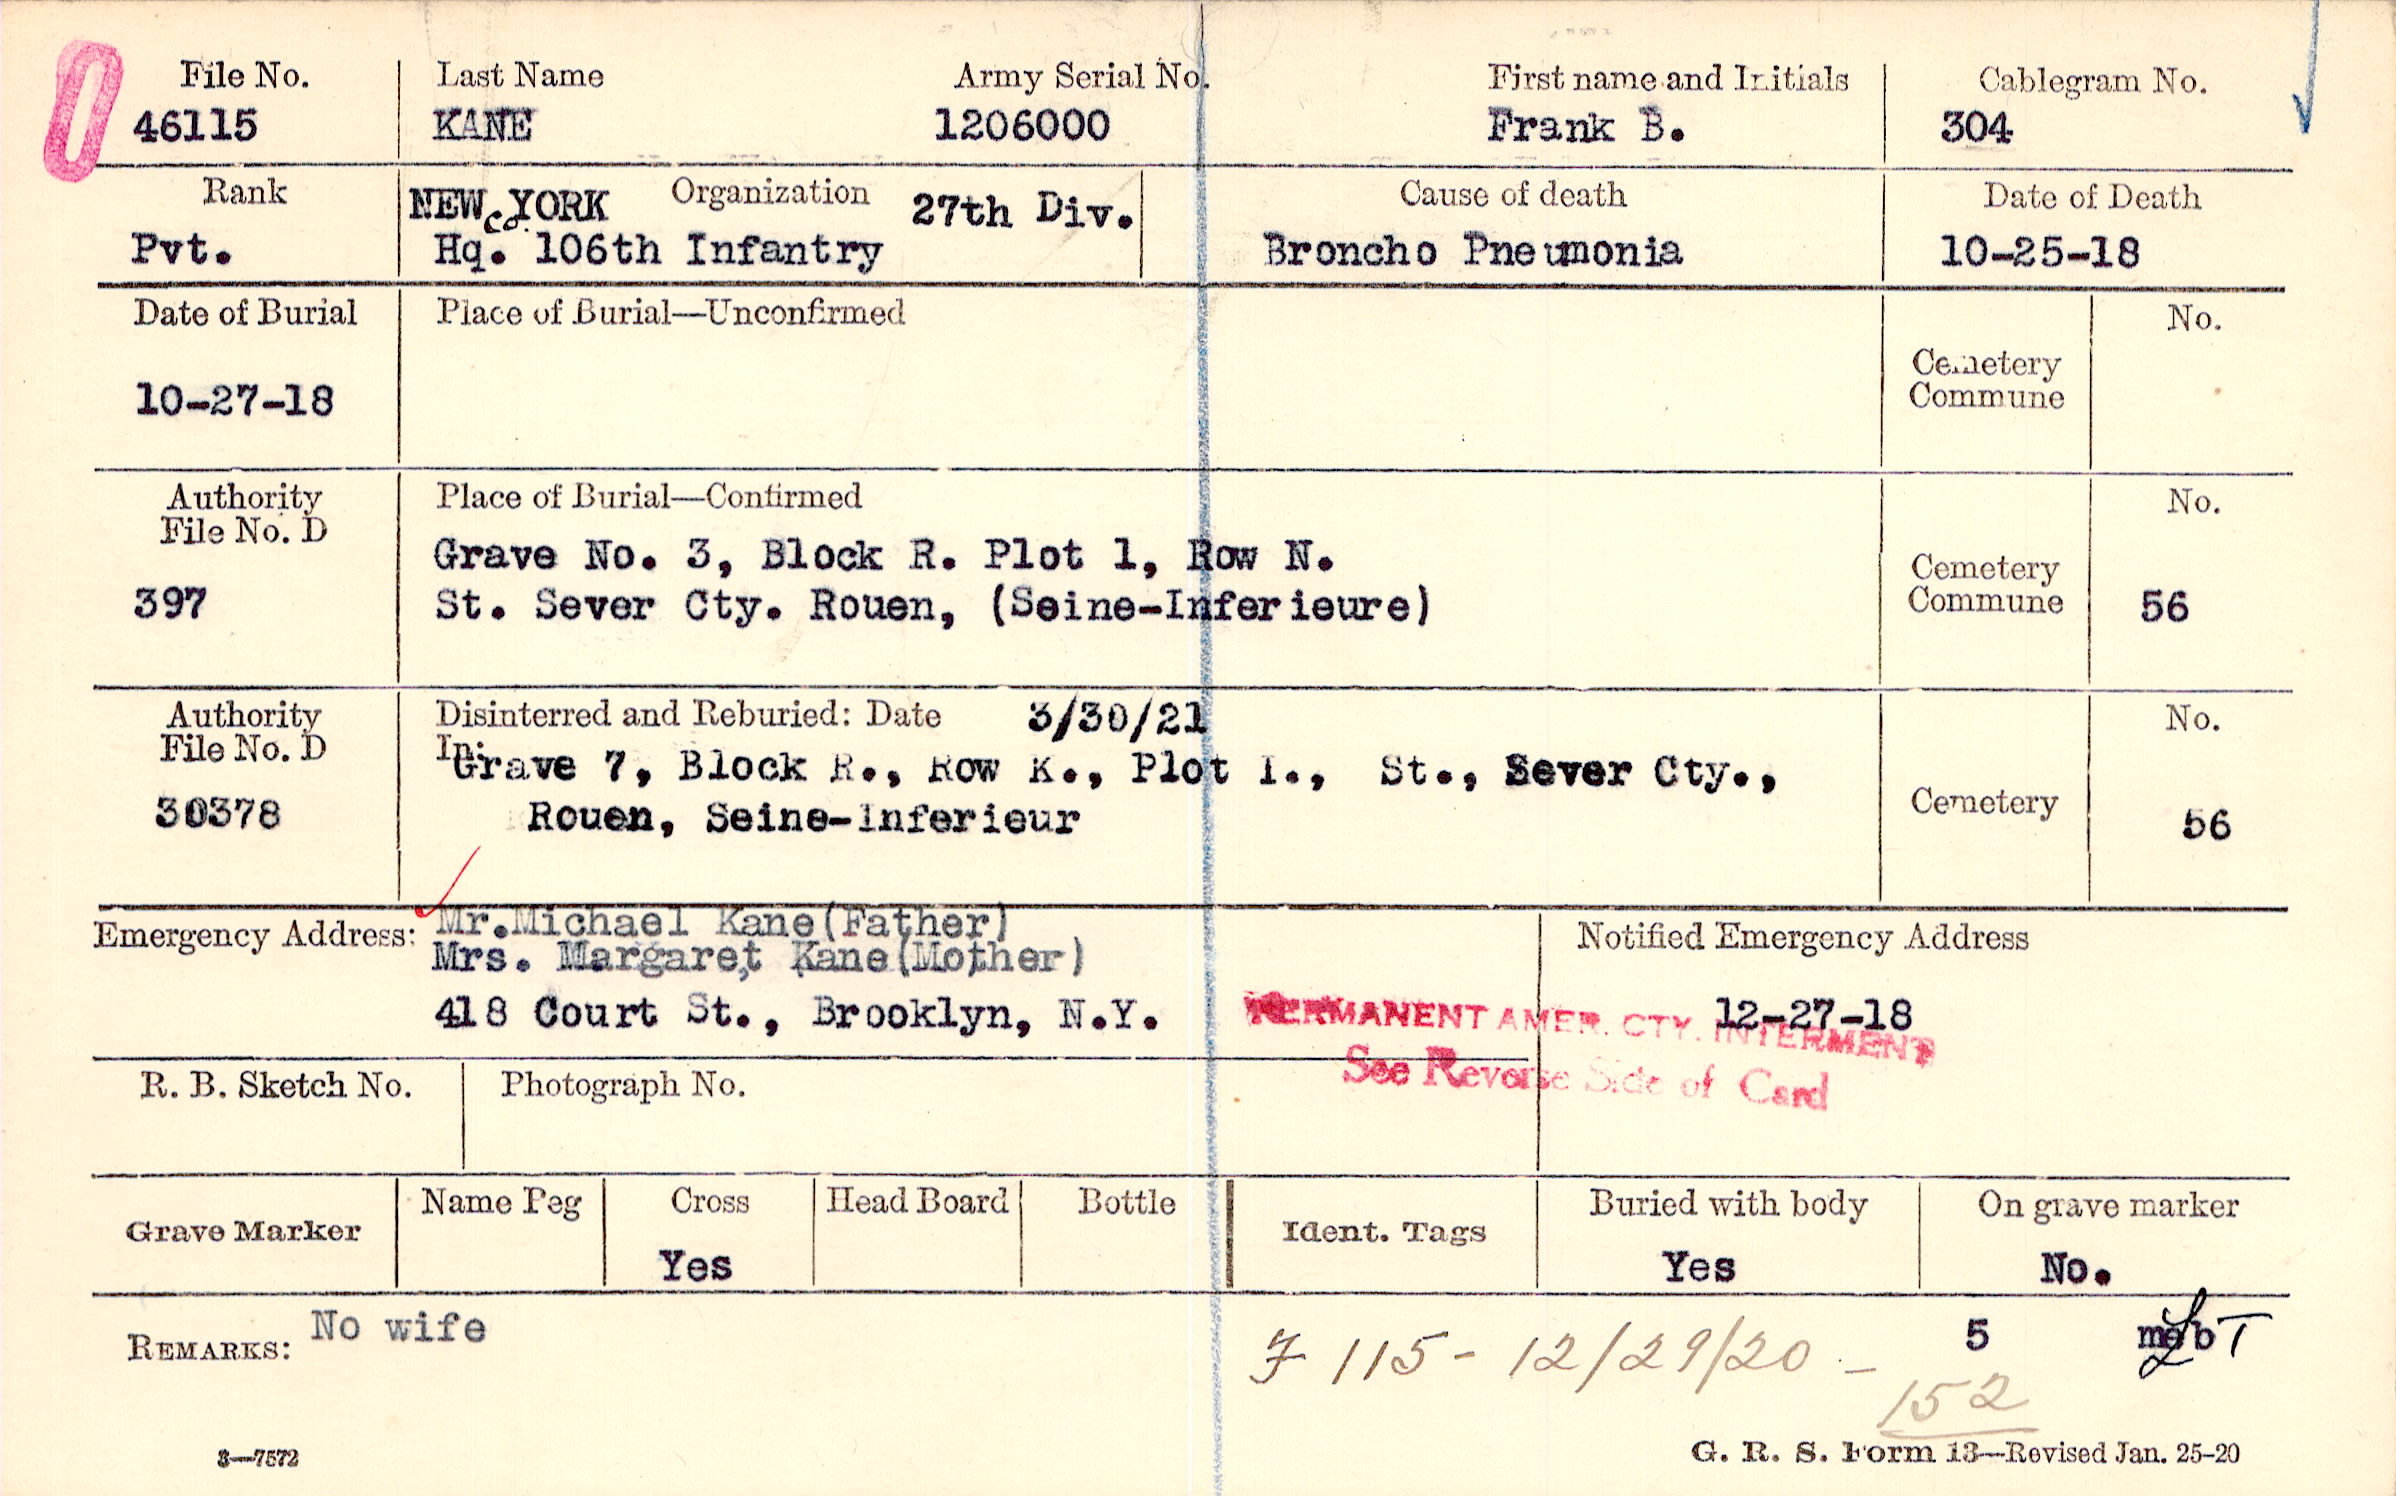 File No. Last Name Army Serial No. First name and Initials Cablegram No.
46115 KANE 1206000 Frank B. 304
Rank NEW YORK Organization 27th Div. Cause of death Date of Death
Co.
Pvt. Hq. 106th Infantry Broncho Pneumonia 10-25-18
Date of Burial Place of Burial—Unconfirmed No.
Cemetery
Commune
10-27-18
Authority Place of Burial—Confirmed No.
File No. D
Grave No. 3, Block R. Plot 1, Row N.
Cemetery
397 St. Sever Cty. Rouen, (Seine-Inferieure) Commune 56
Authority Disinterred and Reburied: Date 3/30/21 No.
File No. D In:
Grave 7, Block R., Row K., Plot I., St., Sever Cty.,
30378 Rouen, Seine-Inferieur Cemetery 56
Emergency Address: Mr.Michael Kane(Father) Notified Emergency Address
Mrs. Margaret, Kane(Mother)
418 Court St., Brooklyn, N.Y. 12-27-18
PERMANENT AMER. CTY. INTERMENT
See Reverse Side of Card
R. B. Sketch No. Photograph No.
Grave Marker Name Peg Cross Head Board Bottle Ident. Tags Buried with body On grave marker
Yes Yes No.
REMARKS: No wife 5
115 - 12/29/20 -
152
3—7572 G. R. S. Form 13—Revised Jan. 25-20